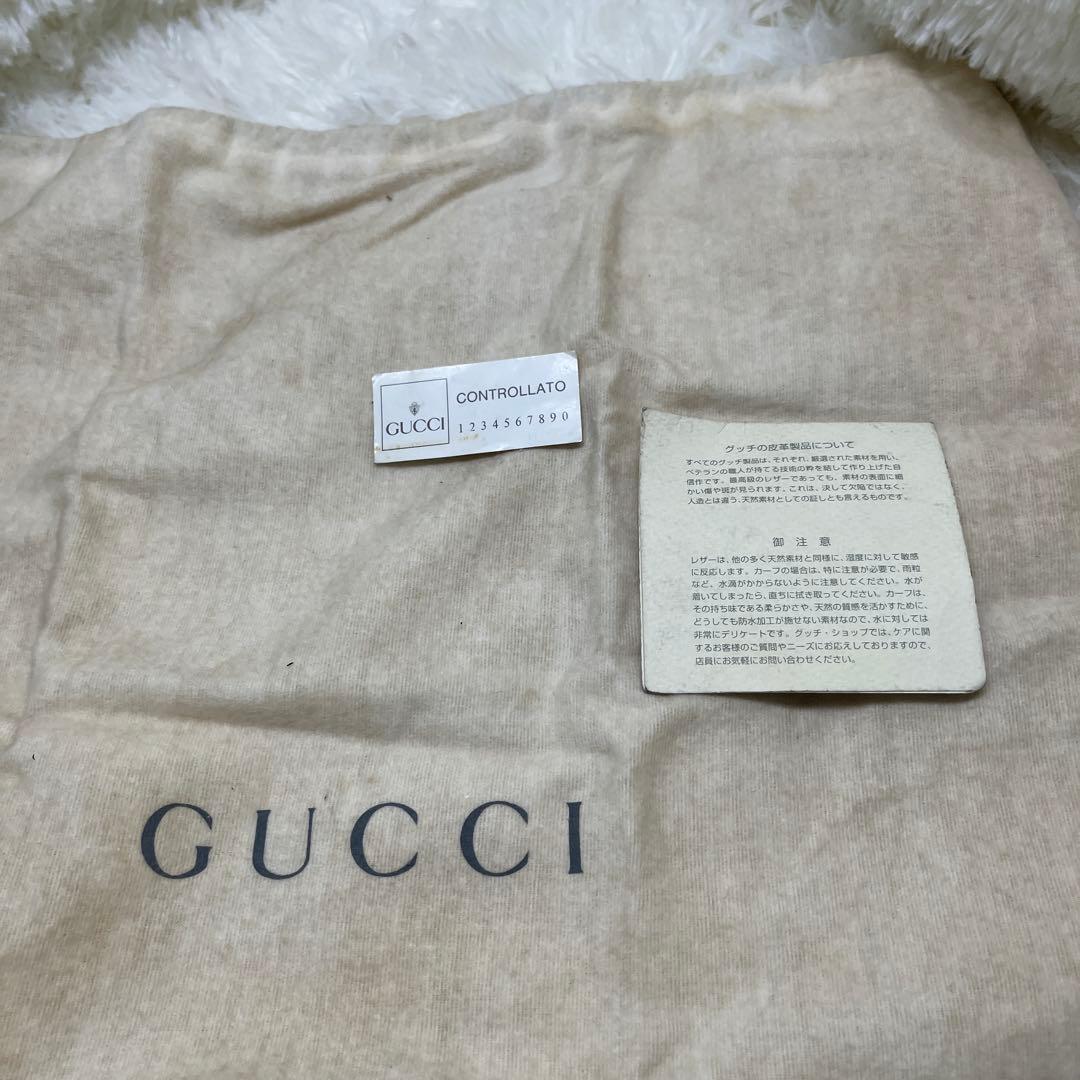 GUCCI
CONTROLLATO
1 2 3 4 5 6 7 8 9 0
グッチの皮革製品について
すべてのグッチ製品は、それぞれ、厳選された素材を用い、
ベテランの職人が持てる技術の粋を結して作り上げた自
信作です。最高級のレザーであっても、素材の表面に細
かい傷や斑が見られます。これは、決して欠陥ではなく、
人造とは違う、天然素材としての証しとも言えるものです。
御 注 意
レザーは、他の多く天然素材と同様に、湿度に対して敏感
に反応します。カーフの場合は、特に注意が必要で、雨粒
など、水滴がかからないように注意してください。水が
着いてしまったら、直ちに拭き取ってください。カーフは、
その持ち味である柔らかさや、天然の質感を活かすために、
どうしても防水加工が施せない素材なので、水に対しては
非常にデリケートです。グッチ・ショップでは、ケアに関
するお客様のご質問やニーズにお応えしておりますので、
店員にお気軽にお問い合わせください。
GUCCI